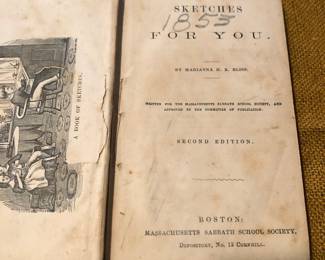 A BOOK OF SKETCHES.
SKETCHES
1853
FOR YOU.
BY MARIANNA H. K. BLISS.
WRITTEN FOR THE MASSACHUSETTS SABBATH SCHOOL SOCIETY, AND
APPROVED BY THE COMMITTEE OF PUBLICATION.
SECOND EDITION.
BOSTON:
MASSACHUSETTS SABBATH SCHOOL SOCIETY,
DEPOSITORY, NO. 13 CORNHILL.